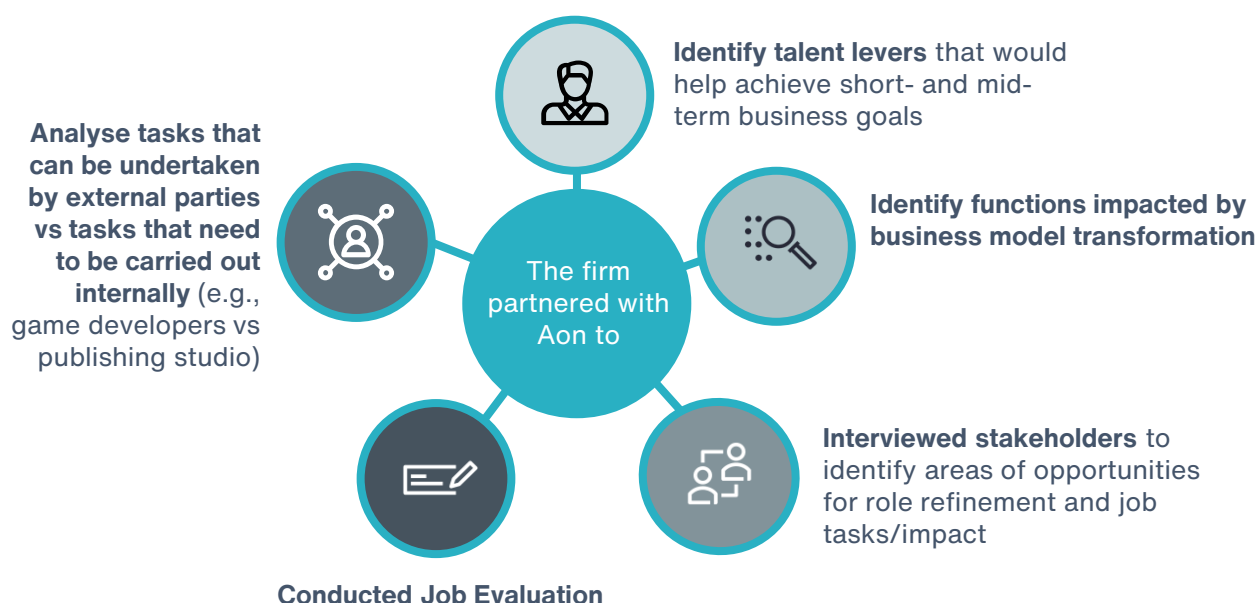 Identify talent levers that would
help achieve short- and mid-
term business goals
Identify functions impacted by
business model transformation
Interviewed stakeholders to
identify areas of opportunities
for role refinement and job
tasks/impact
Conducted Job Evaluation
Analyse tasks that
can be undertaken
by external parties
vs tasks that need
to be carried out
internally (e.g.,
game developers vs
publishing studio)
The firm
partnered with
Aon to